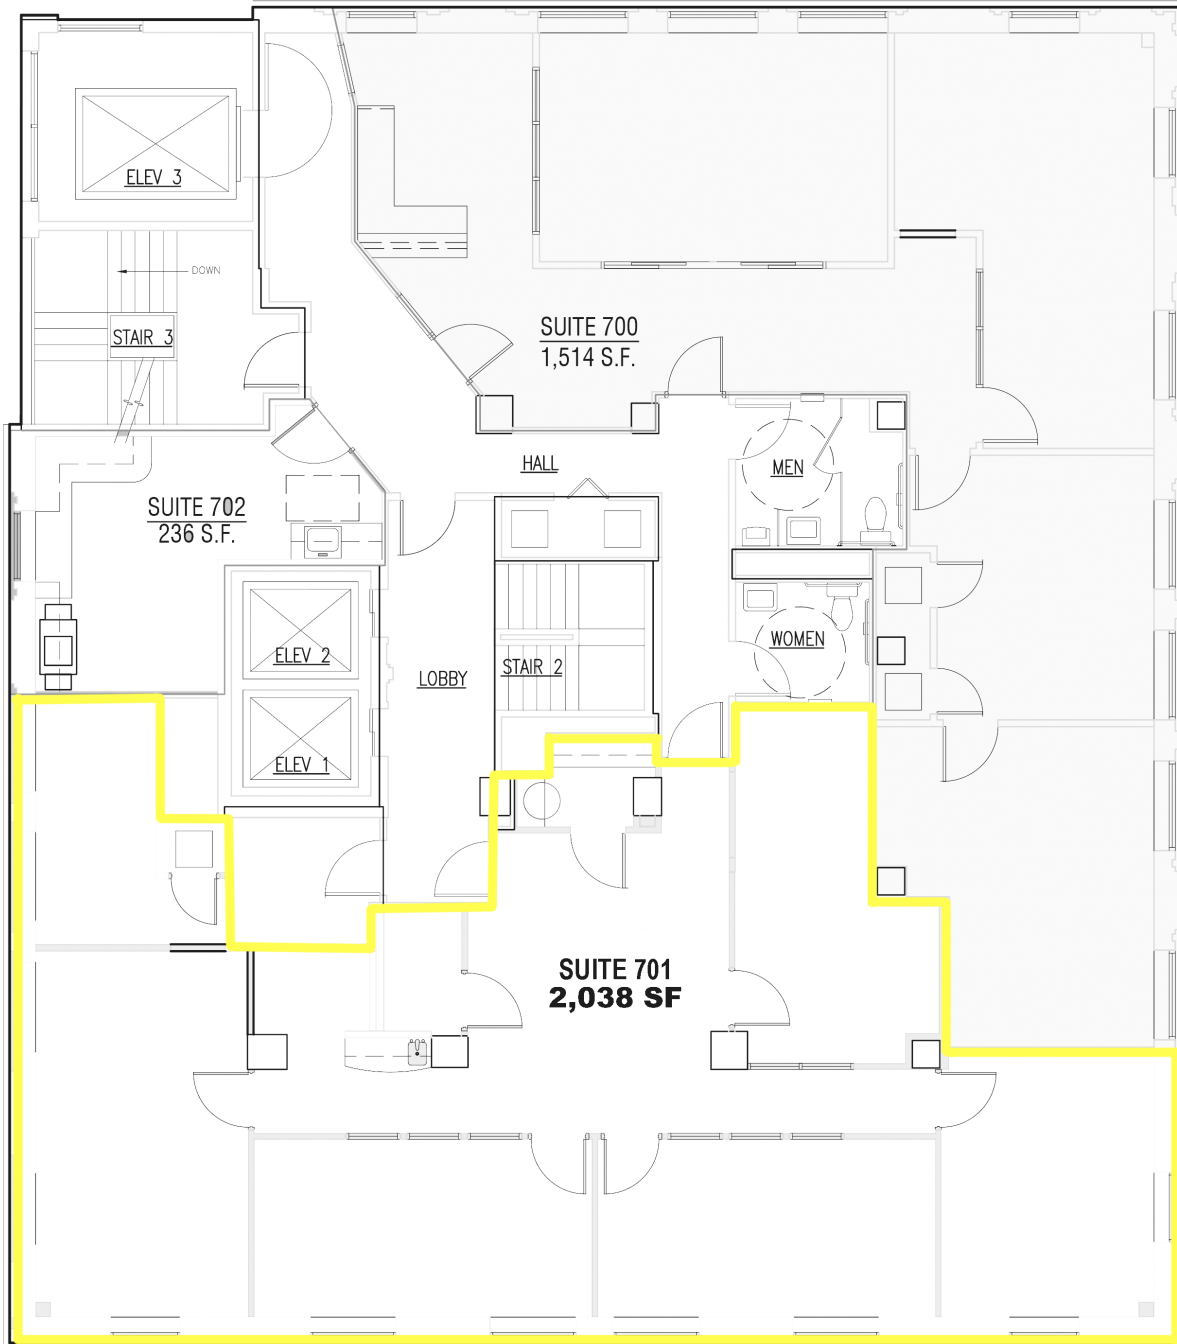 ELEV 3
DOWN
STAIR 3
SUITE 700
1,514 S.F.
HALL
MEN
SUITE 702
236 S.F.
WOMEN
ELEV 2
STAIR 2
LOBBY
ELEV 1
SUITE 701
2,038 SF